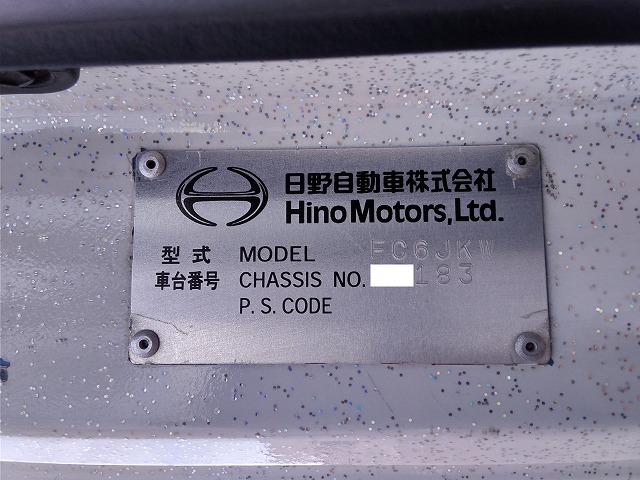 日野自動車株式会社
Hino Motors, Ltd.
型式 MODEL FC6JKW
車台番号 CHASSIS NO. 183
P. S. CODE